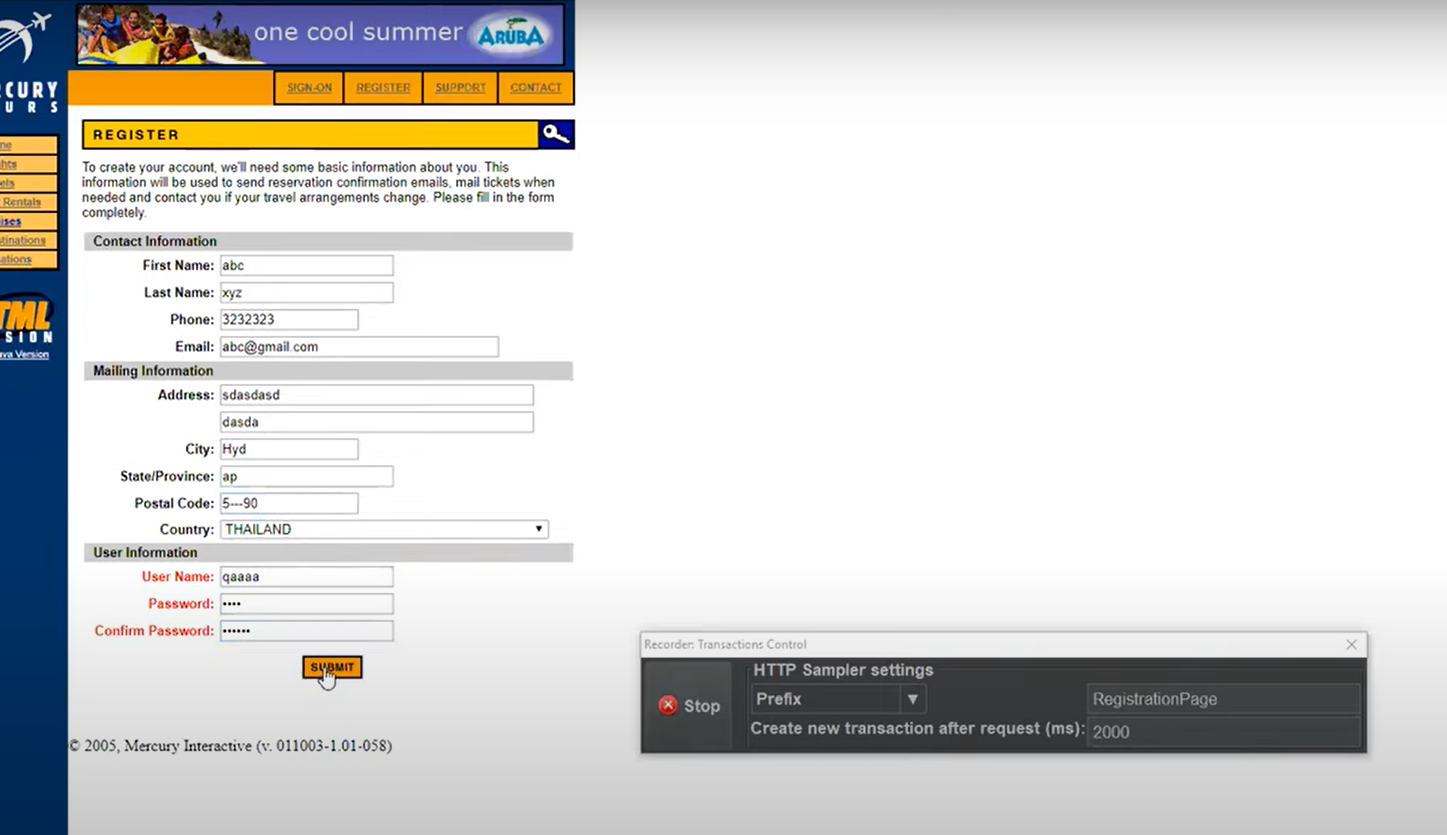 one cool summer ARUBA
SIGN-ON REGISTER SUPPORT CONTACT
REGISTER
To create your account, we'll need some basic information about you. This
information will be used to send reservation confirmation emails, mail tickets when
needed and contact you if your travel arrangements change. Please fill in the form
completely.
Contact Information
First Name: abc
Last Name: xyz
Phone: 3232323
Email: abc@gmail.com
Mailing Information
Address: sdasdasd
dasda
City: Hyd
State/Province: ap
Postal Code: 5---90
Country: THAILAND
User Information
User Name: qaaaa
Password: ••••
Confirm Password: ••••••
SUBMIT
© 2005, Mercury Interactive (v. 011003-1.01-058)
RCURY
URS
ne
hts
els
Rentals
ises
stinations
ations
TML
SION
ava Version
Recorder: Transactions Control
Stop
HTTP Sampler settings
Prefix RegistrationPage
Create new transaction after request (ms): 2000